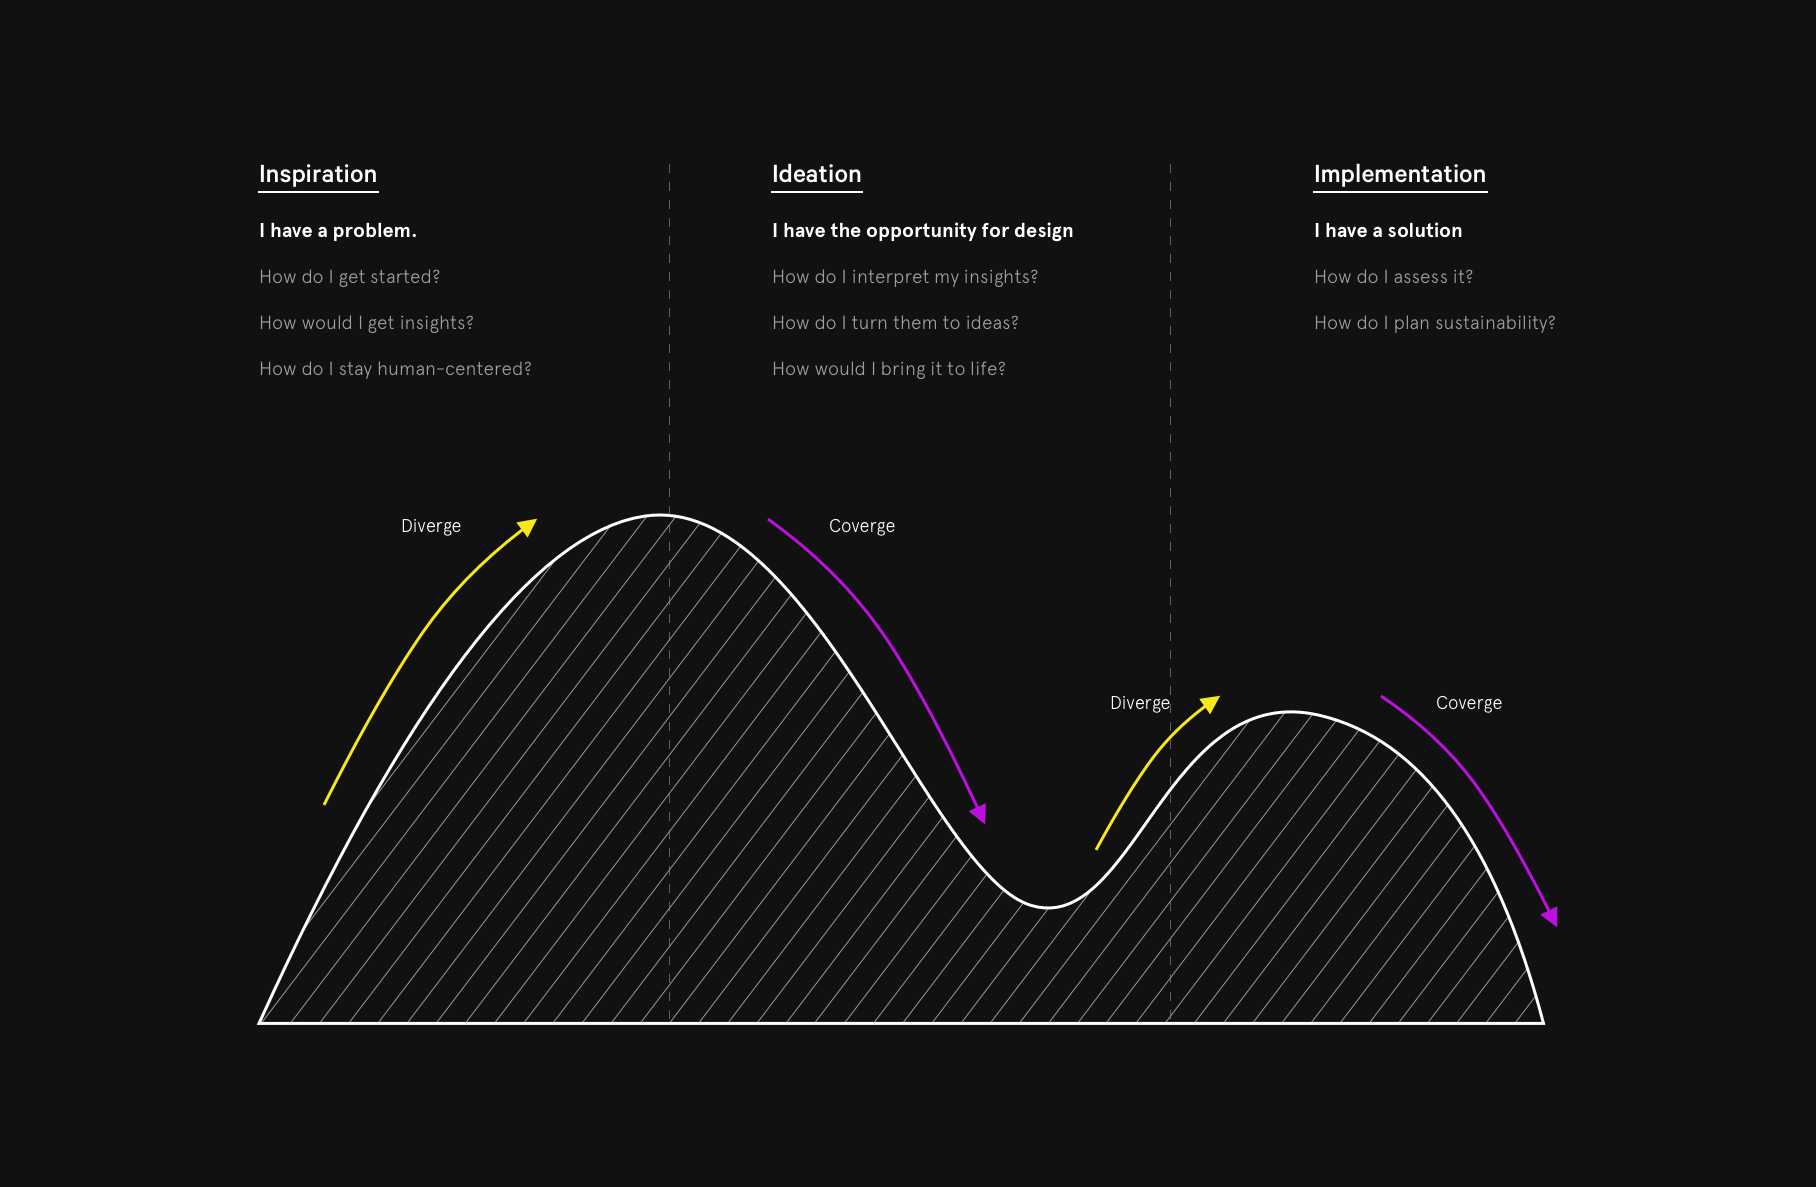 Inspiration
I have a problem.
How do I get started?
How would I get insights?
How do I stay human-centered?
Ideation
I have the opportunity for design
How do I interpret my insights?
How do I turn them to ideas?
How would I bring it to life?
Implementation
I have a solution
How do I assess it?
How do I plan sustainability?
Diverge
Coverge
Diverge
Coverge